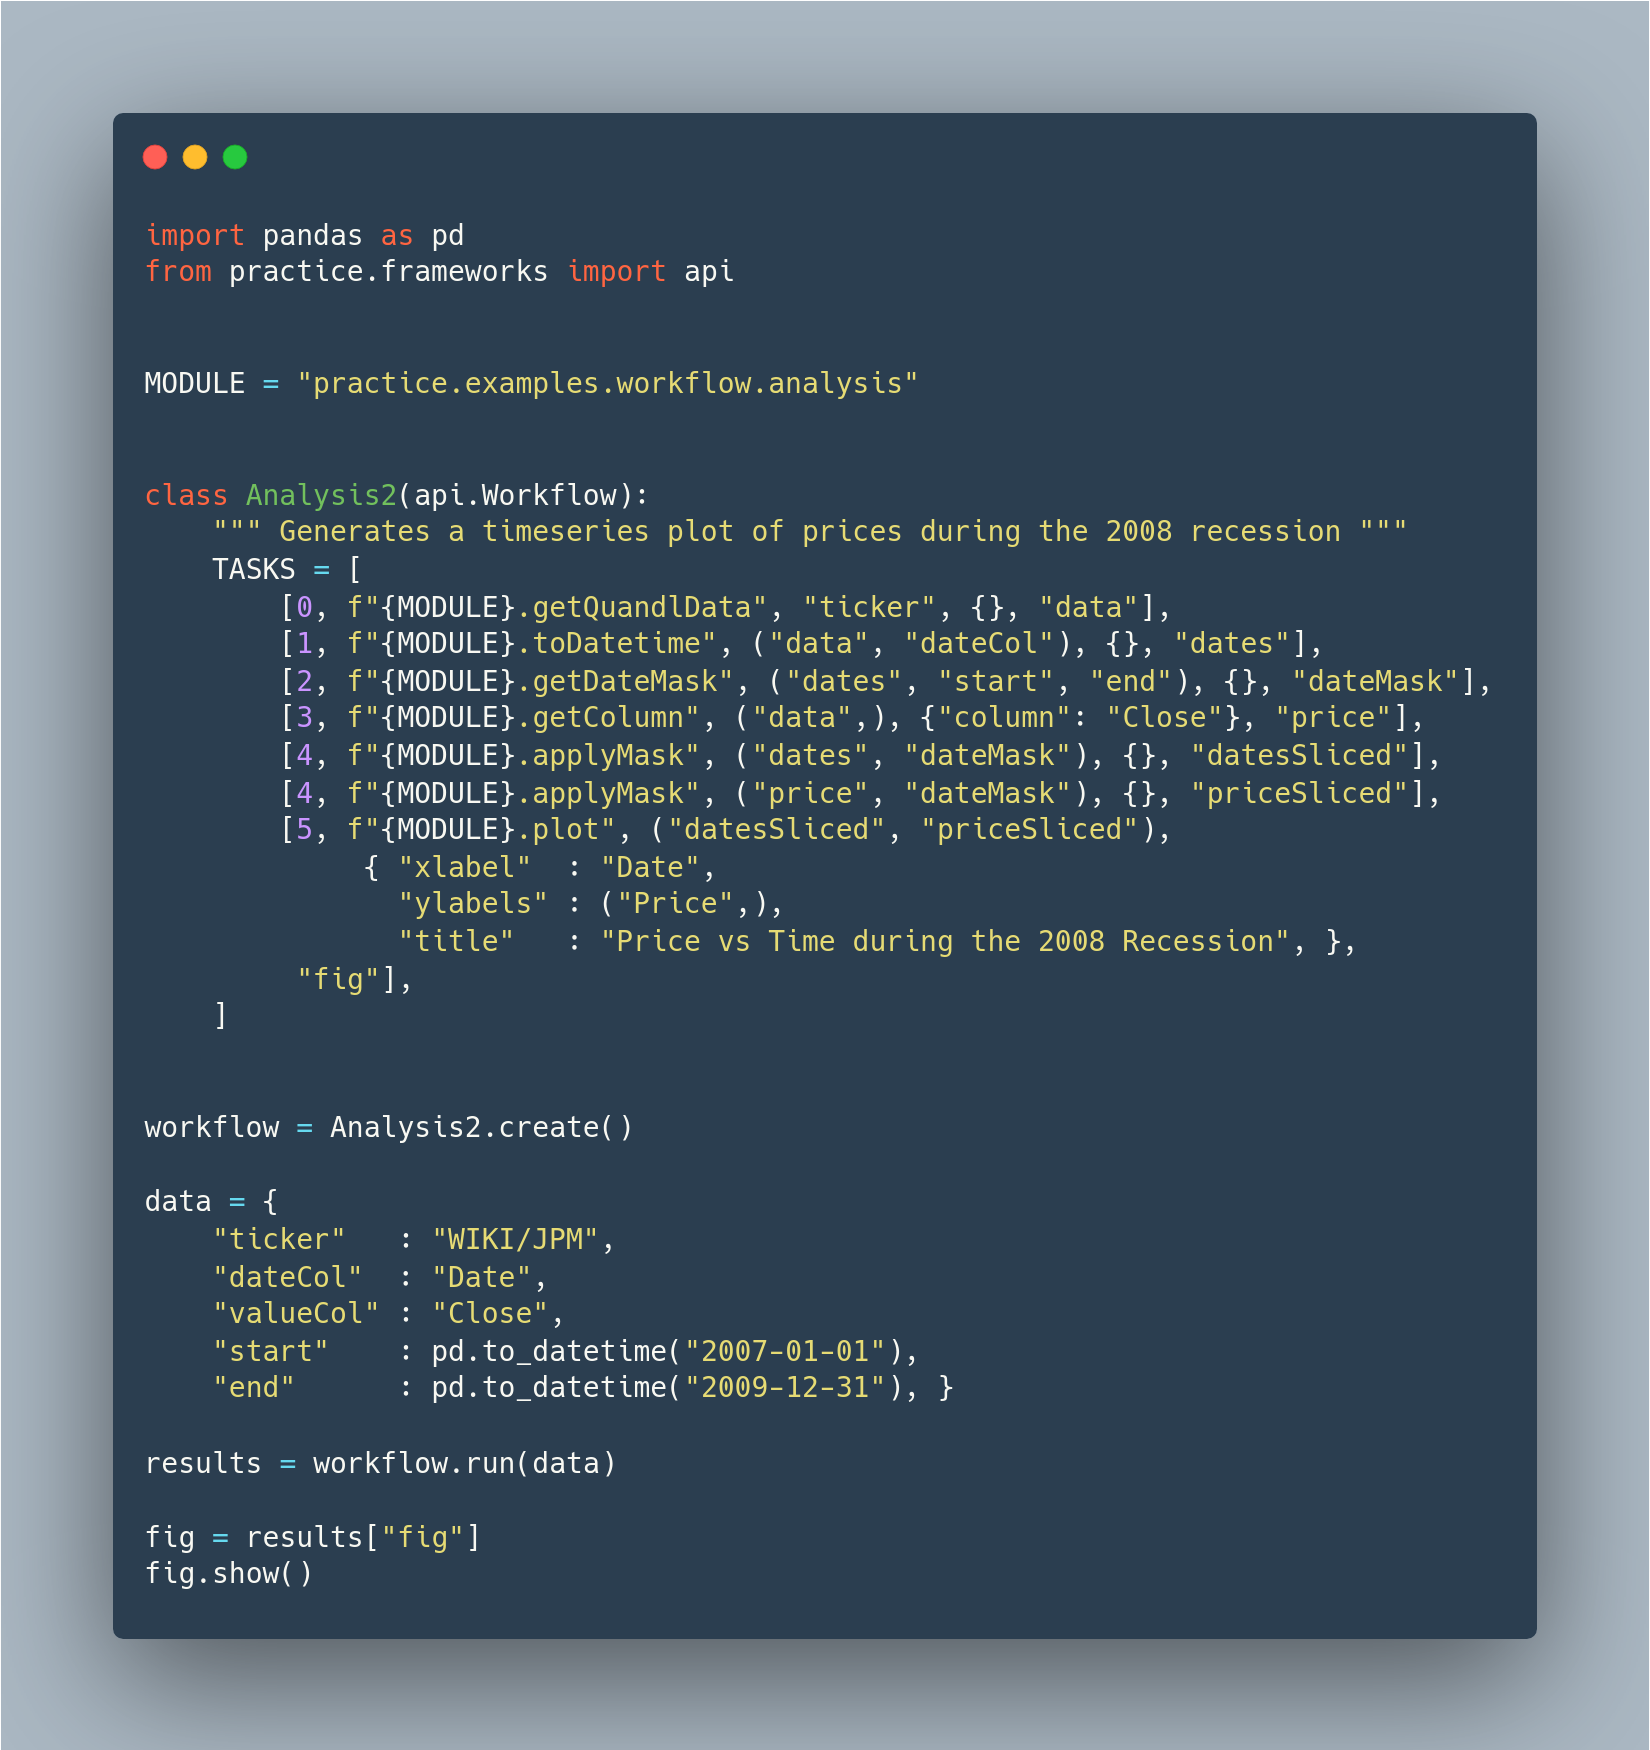 import pandas as pd
from practice.frameworks import api
MODULE = "practice.examples.workflow.analysis"
class Analysis2(api.Workflow):
    """ Generates a timeseries plot of prices during the 2008 recession """
    TASKS = [
        [0, f"{MODULE}.getQuandlData", "ticker", {}, "data"],
        [1, f"{MODULE}.toDatetime", ("data", "dateCol"), {}, "dates"],
        [2, f"{MODULE}.getDateMask", ("dates", "start", "end"), {}, "dateMask"],
        [3, f"{MODULE}.getColumn", ("data",), {"column": "Close"}, "price"],
        [4, f"{MODULE}.applyMask", ("dates", "dateMask"), {}, "datesSliced"],
        [4, f"{MODULE}.applyMask", ("price", "dateMask"), {}, "priceSliced"],
        [5, f"{MODULE}.plot", ("datesSliced", "priceSliced"),
             { "xlabel"  : "Date",
               "ylabels" : ("Price",),
               "title"   : "Price vs Time during the 2008 Recession", },
         "fig"],
    ]
workflow = Analysis2.create()
data = {
    "ticker"   : "WIKI/JPM",
    "dateCol"  : "Date",
    "valueCol" : "Close",
    "start"    : pd.to_datetime("2007-01-01"),
    "end"      : pd.to_datetime("2009-12-31"), }
results = workflow.run(data)
fig = results["fig"]
fig.show()